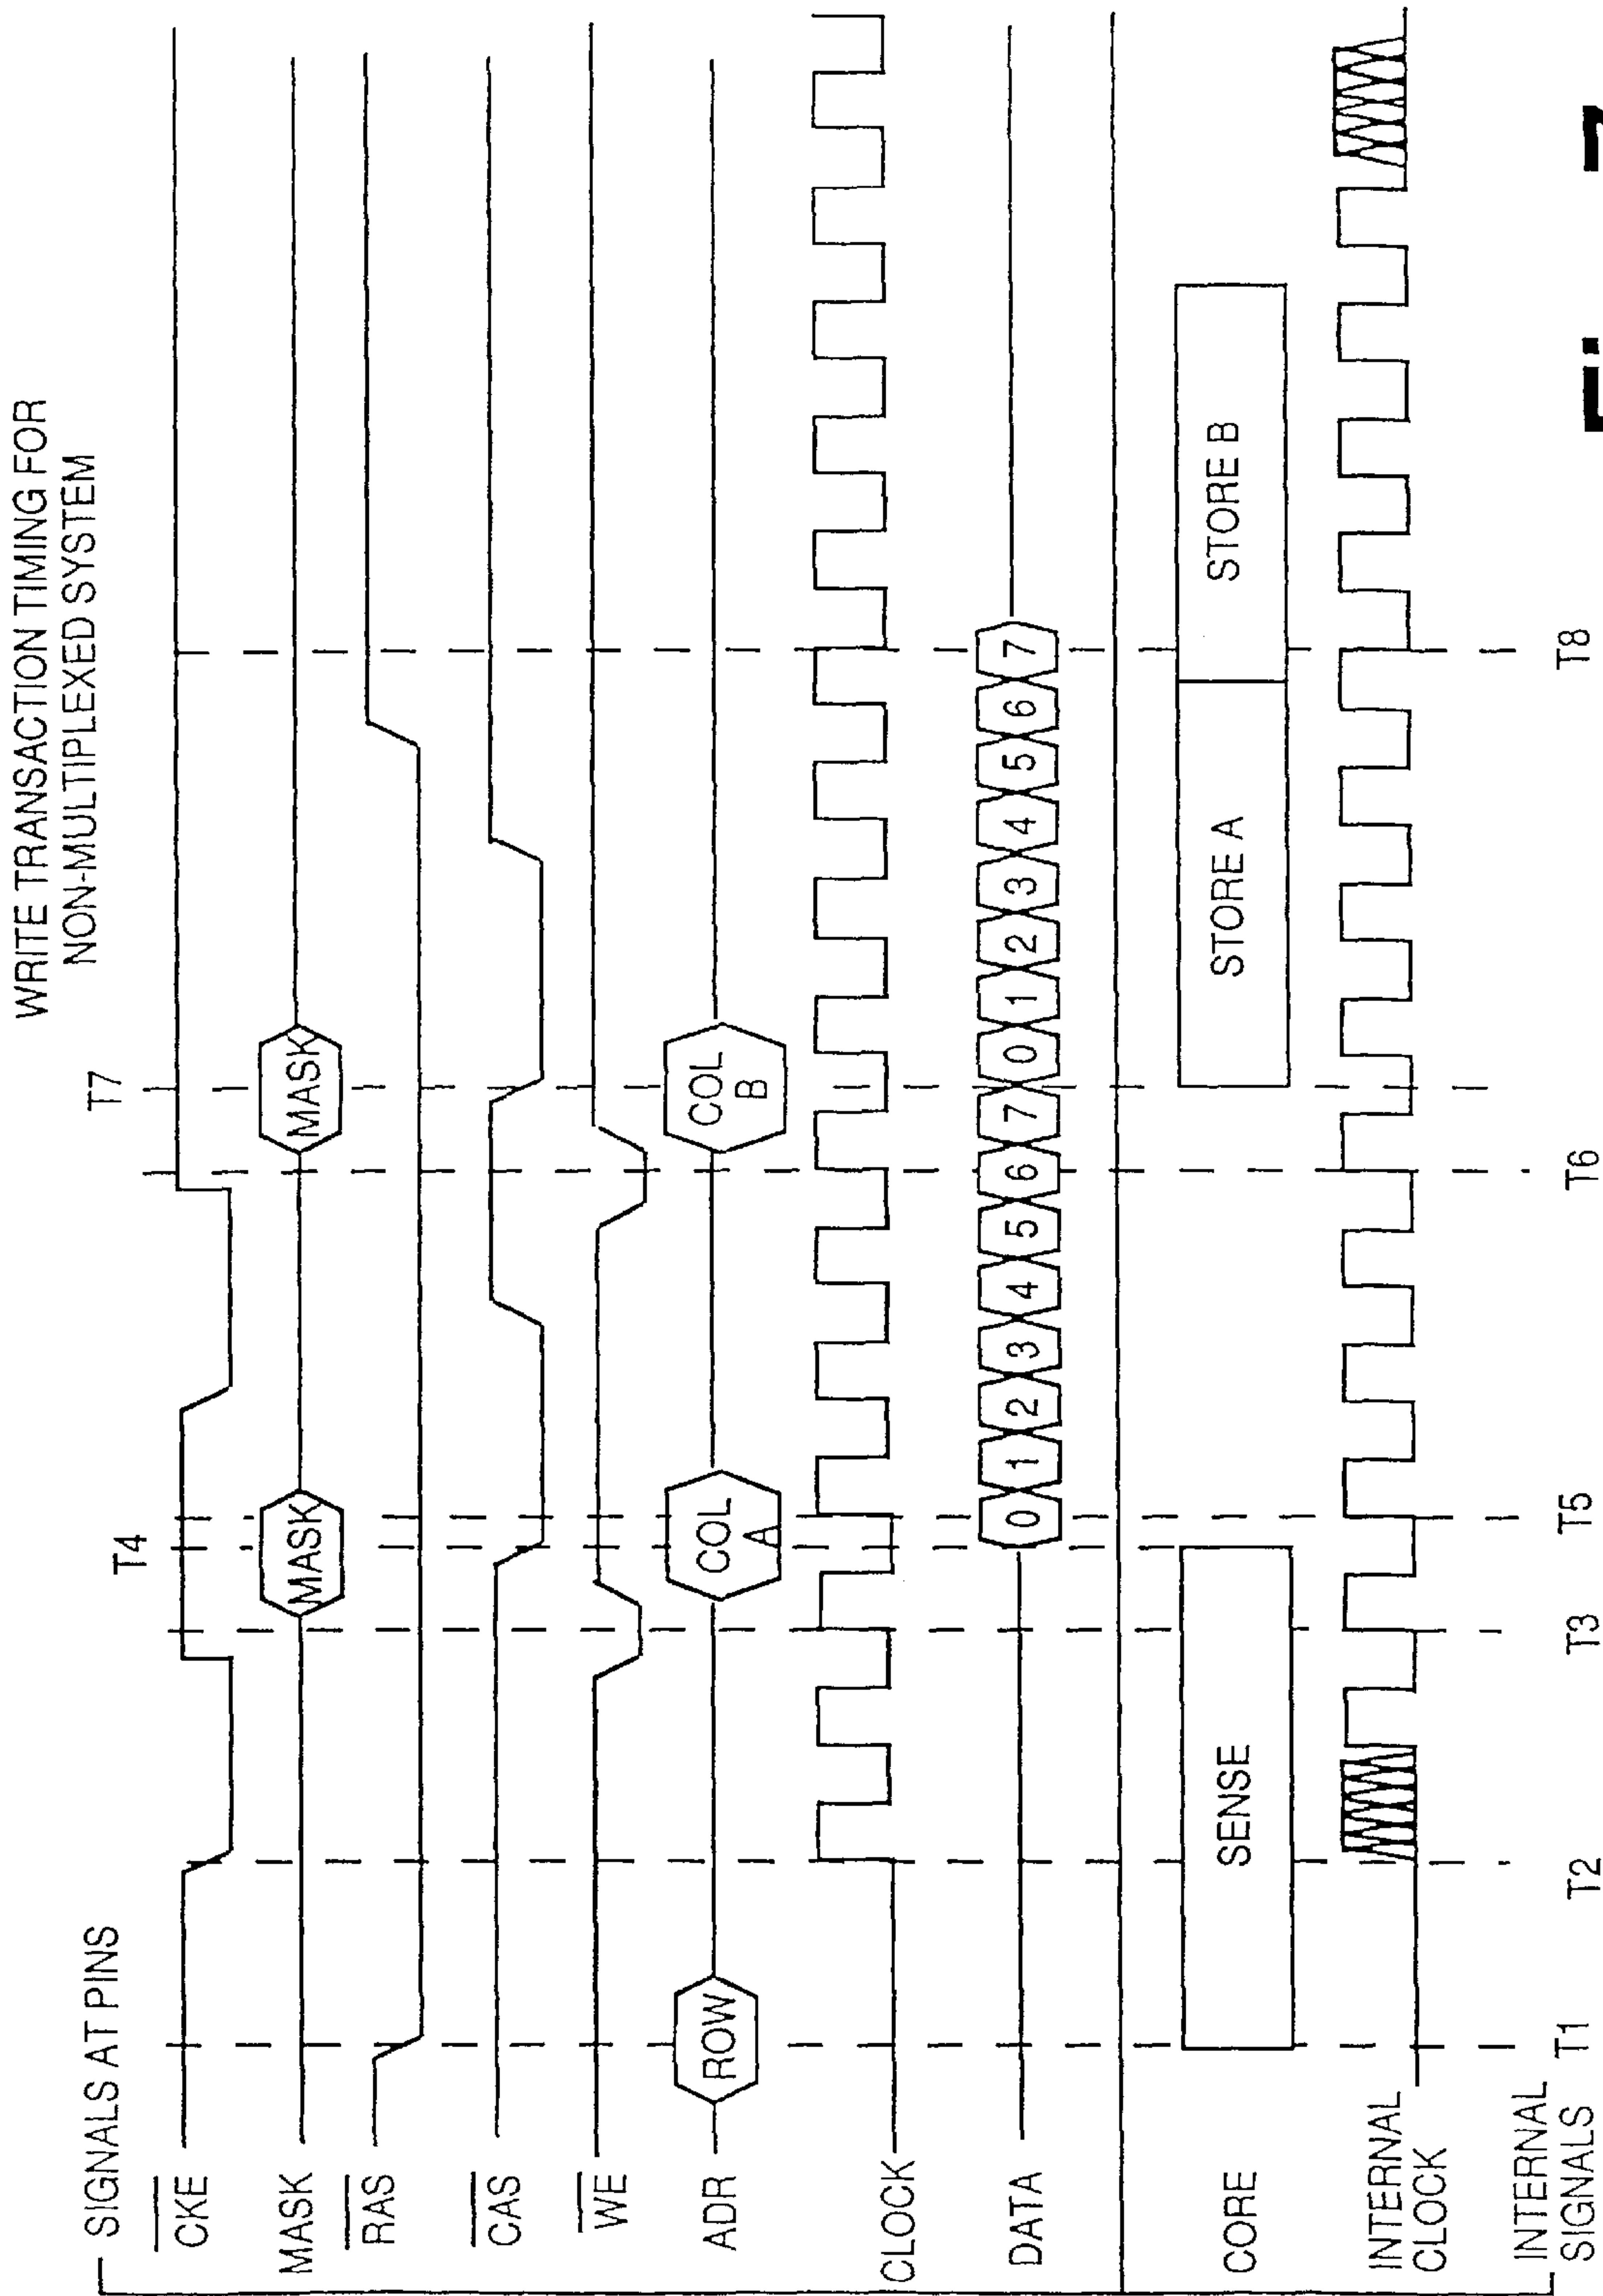 WRITE TRANSACTION TIMING FOR
NON-MULTIPLEXED SYSTEM
SIGNALS AT PINS
T4
T7
CKE
MASK
MASK
MASK
RAS
CAS
WE
ADR
ROW
COL
A
COL
B
CLOCK
DATA
0 1 2 3 4 5 6 7 0 1 2 3 4 5 6 7
CORE
SENSE
STORE A
STORE B
INTERNAL
CLOCK
INTERNAL
SIGNALS
T1
T2
T3
T5
T6
T8